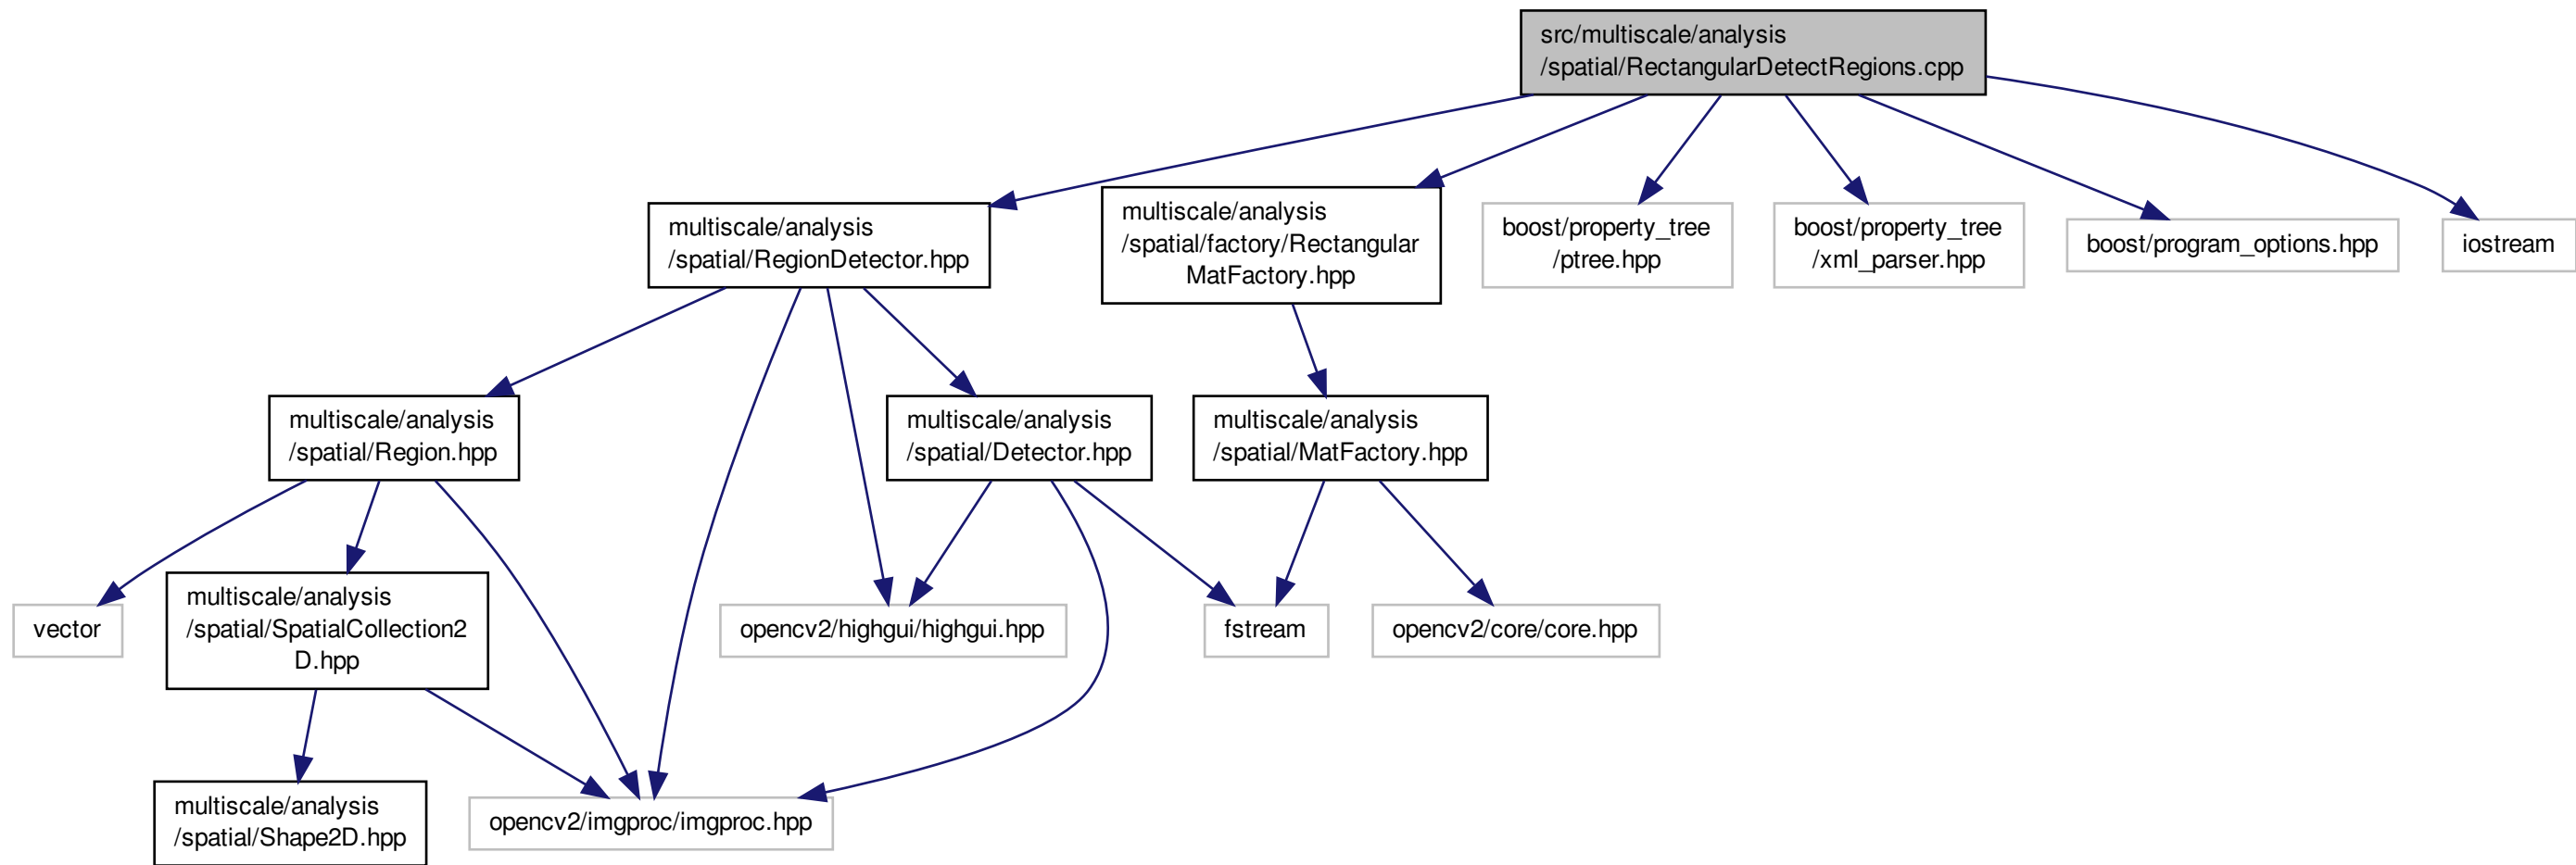 src/multiscale/analysis
/spatial/RectangularDetectRegions.cpp
multiscale/analysis
/spatial/RegionDetector.hpp
multiscale/analysis
/spatial/factory/Rectangular
MatFactory.hpp
boost/property_tree
/ptree.hpp
boost/property_tree
/xml_parser.hpp
boost/program_options.hpp
iostream
multiscale/analysis
/spatial/Region.hpp
multiscale/analysis
/spatial/Detector.hpp
multiscale/analysis
/spatial/MatFactory.hpp
vector
multiscale/analysis
/spatial/SpatialCollection2
D.hpp
opencv2/highgui/highgui.hpp
fstream
opencv2/core/core.hpp
multiscale/analysis
/spatial/Shape2D.hpp
opencv2/imgproc/imgproc.hpp